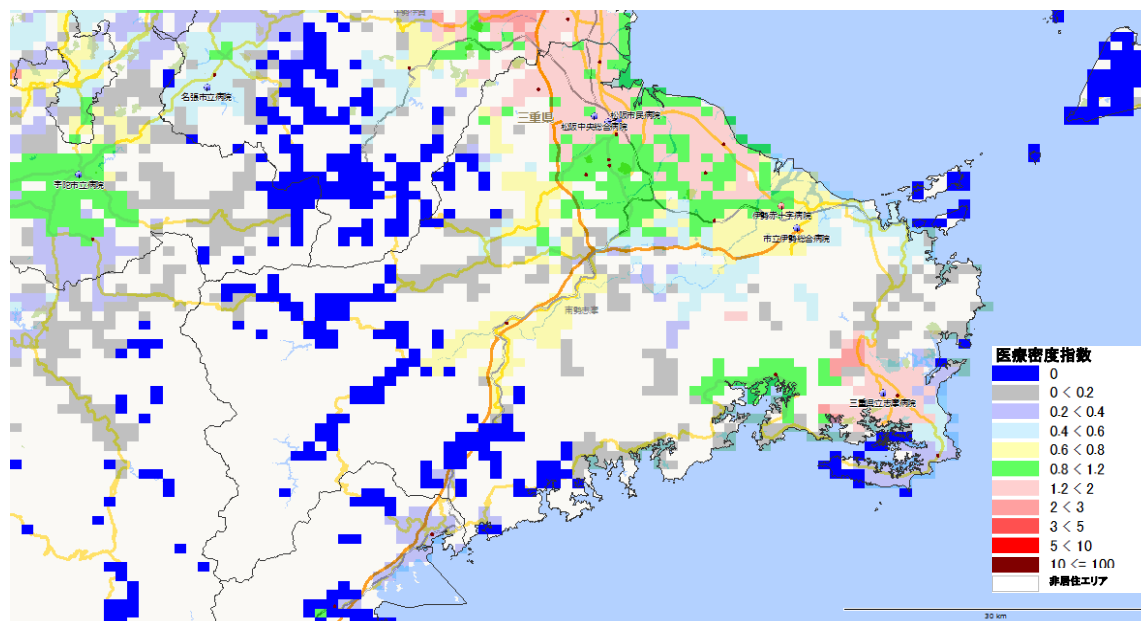 名張市立病院
三重県
松阪市民病院
松阪中央総合病院
宇陀市立病院
伊勢赤十字病院
市立伊勢総合病院
南勢志摩
医療密度指数
0
0 < 0.2
0.2 < 0.4
0.4 < 0.6
0.6 < 0.8
0.8 < 1.2
1.2 < 2
2 < 3
3 < 5
5 < 10
10 <= 100
非居住エリア
三重県立志摩病院
30 km